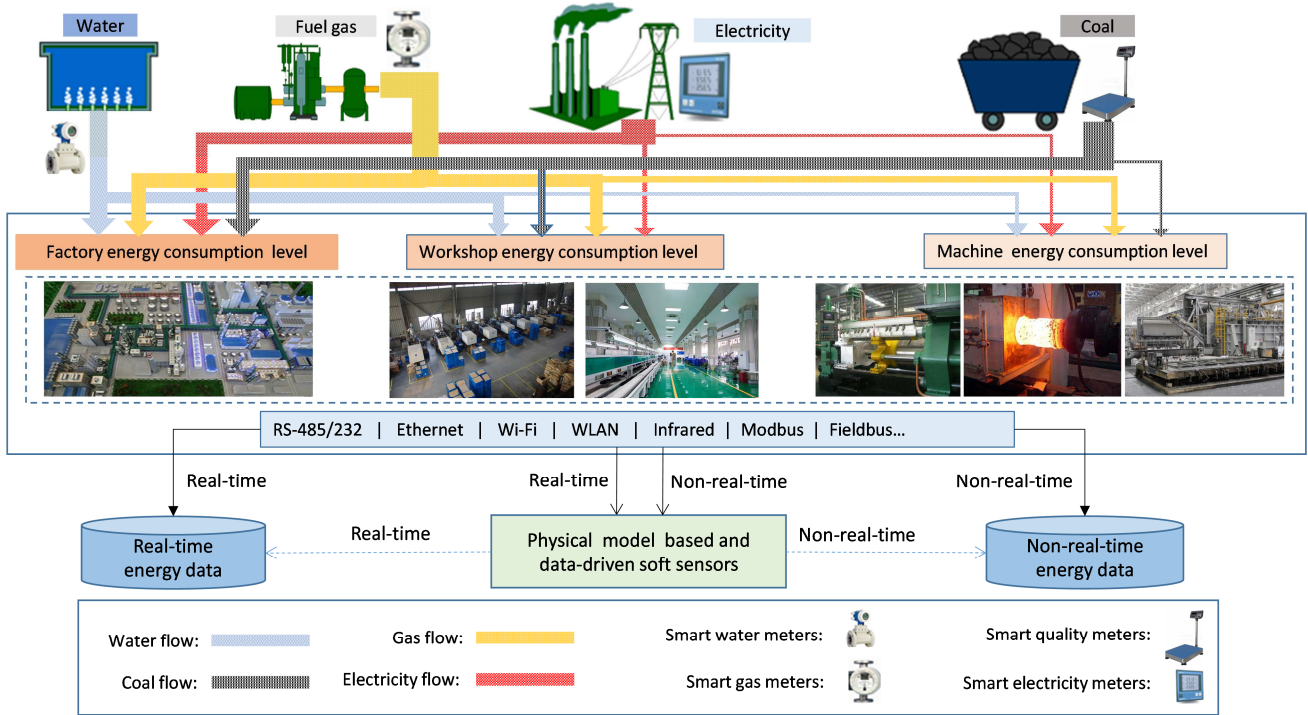 Water
Fuel gas
Electricity
Coal
Factory energy consumption level
Workshop energy consumption level
Machine energy consumption level
RS-485/232 | Ethernet | Wi-Fi | WLAN | Infrared | Modbus | Fieldbus...
Real-time
Real-time
Non-real-time
Non-real-time
Real-time
energy data
Real-time
Physical model based and
data-driven soft sensors
Non-real-time
Non-real-time
energy data
Water flow:
Gas flow:
Smart water meters:
Smart quality meters:
Coal flow:
Electricity flow:
Smart gas meters:
Smart electricity meters: